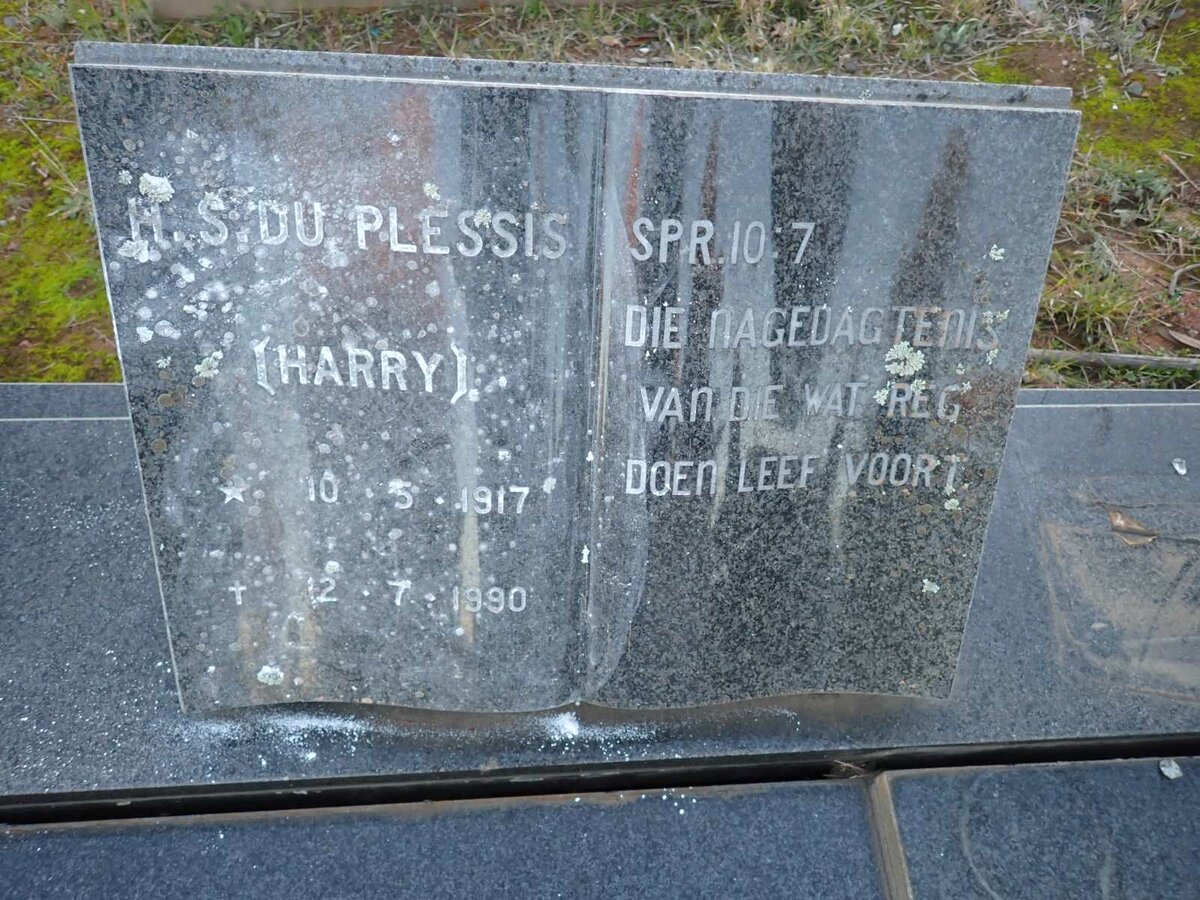 H. S. DU PLESSIS
(HARRY)
★ 10 · 5 · 1917
† 12 · 7 · 1990
SPR. 10:7
DIE NAGEDAGTENIS
VAN DIE WAT REG
DOEN LEEF VOORT